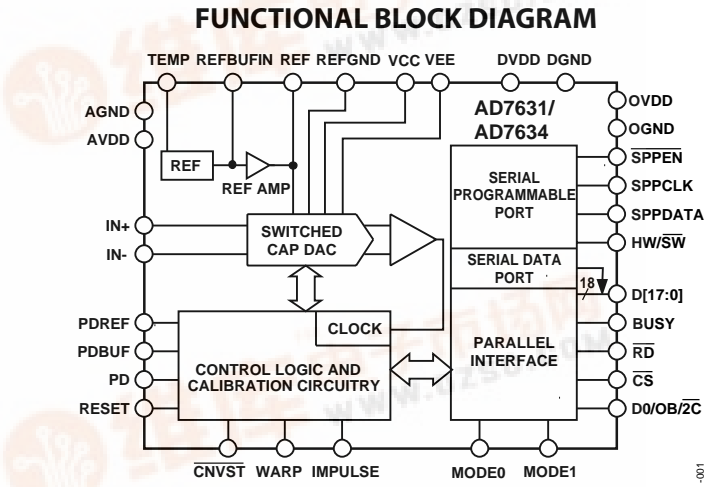 FUNCTIONAL BLOCK DIAGRAM
TEMP REFBUFIN REF REFGND VCC VEE DVDD DGND
AGND
AVDD
AD7631/
AD7634
OVDD
OGND
REF
REF AMP
SERIAL
PROGRAMMABLE
PORT
SPPEN
SPPCLK
SPPDATA
HW/SW
IN+
IN-
SWITCHED
CAP DAC
SERIAL DATA
PORT
18
D[17:0]
PDREF
PDBUF
PD
RESET
CLOCK
CONTROL LOGIC AND
CALIBRATION CIRCUITRY
PARALLEL
INTERFACE
BUSY
RD
CS
D0/OB/2C
CNVST WARP IMPULSE MODE0 MODE1
-001